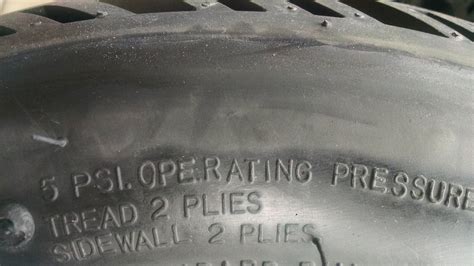 5 PSI. OPERATING PRESSURE
TREAD 2 PLIES
SIDEWALL 2 PLIES